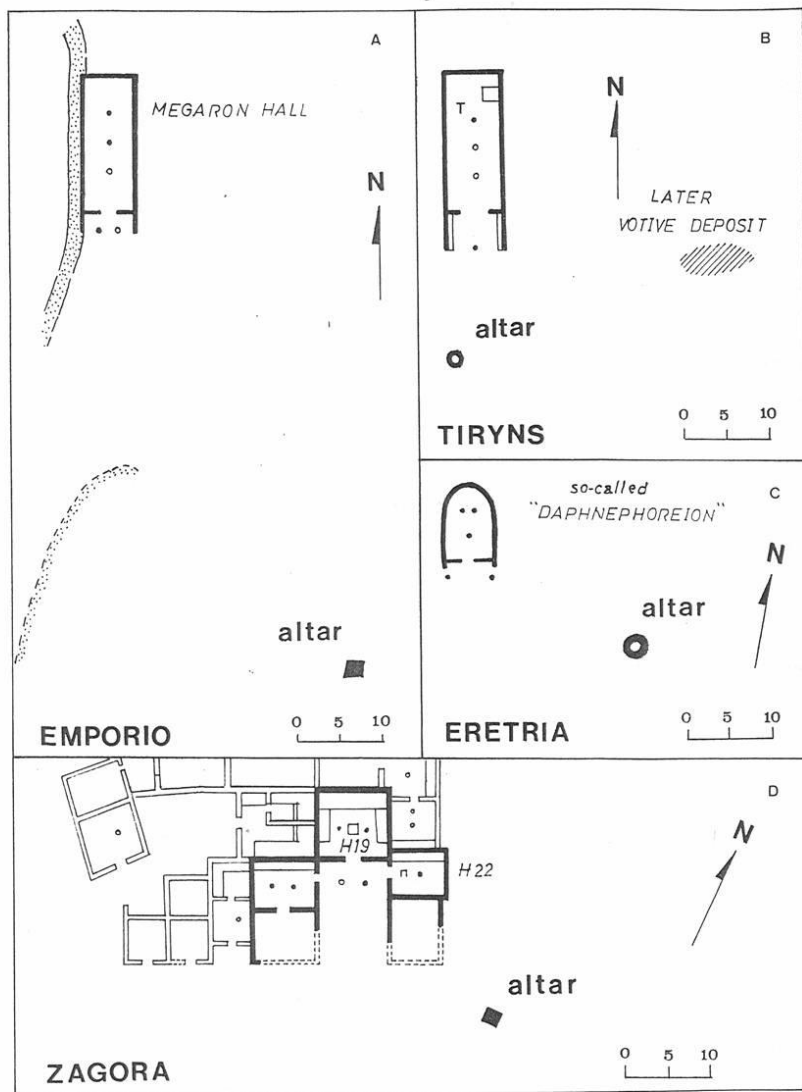 A
MEGARON HALL
N
altar
0 5 10
EMPORIO
B
T
N
LATER
VOTIVE DEPOSIT
altar
0 5 10
TIRYNS
C
so-called
"DAPHNEPHOREION"
N
altar
0 5 10
ERETRIA
D
H19
H22
N
altar
0 5 10
ZAGORA